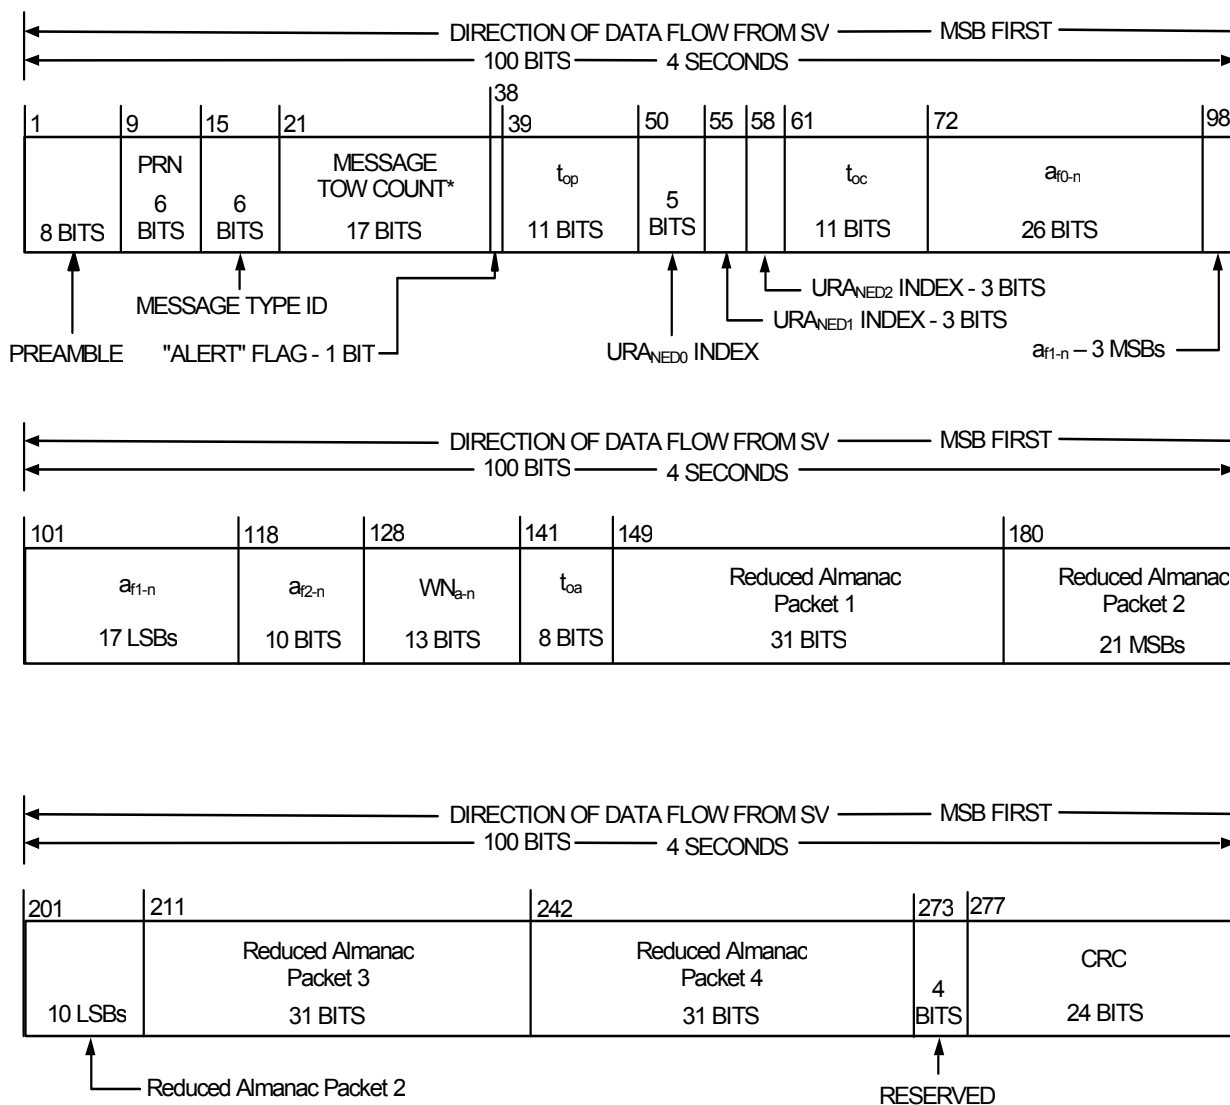 DIRECTION OF DATA FLOW FROM SV MSB FIRST
100 BITS 4 SECONDS
38
1 9 15 21 39 50 55 58 61 72 98
PRN
MESSAGE
TOW COUNT*
top
toc
af0-n
8 BITS
6
BITS
6
BITS
17 BITS
11 BITS
5
BITS
11 BITS
26 BITS
MESSAGE TYPE ID
URANED2 INDEX - 3 BITS
URANED1 INDEX - 3 BITS
PREAMBLE
"ALERT" FLAG - 1 BIT
URANED0 INDEX
af1-n – 3 MSBs
DIRECTION OF DATA FLOW FROM SV MSB FIRST
100 BITS 4 SECONDS
101 118 128 141 149 180
af1-n
17 LSBs
af2-n
10 BITS
WNa-n
13 BITS
toa
8 BITS
Reduced Almanac
Packet 1
31 BITS
Reduced Almanac
Packet 2
21 MSBs
DIRECTION OF DATA FLOW FROM SV MSB FIRST
100 BITS 4 SECONDS
201 211 242 273 277
10 LSBs
Reduced Almanac
Packet 3
31 BITS
Reduced Almanac
Packet 4
31 BITS
4
BITS
CRC
24 BITS
Reduced Almanac Packet 2
RESERVED